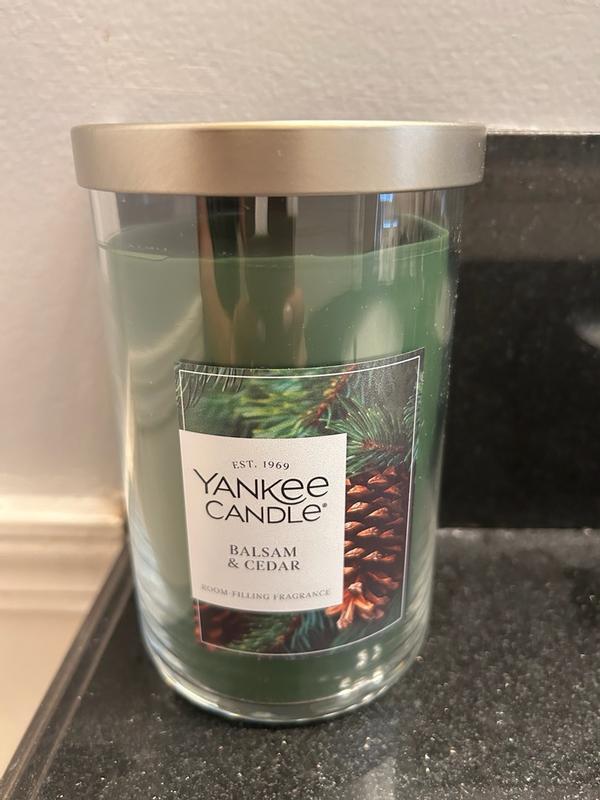 EST. 1969
YANKEE
CANDLE®
BALSAM
& CEDAR
ROOM-FILLING FRAGRANCE